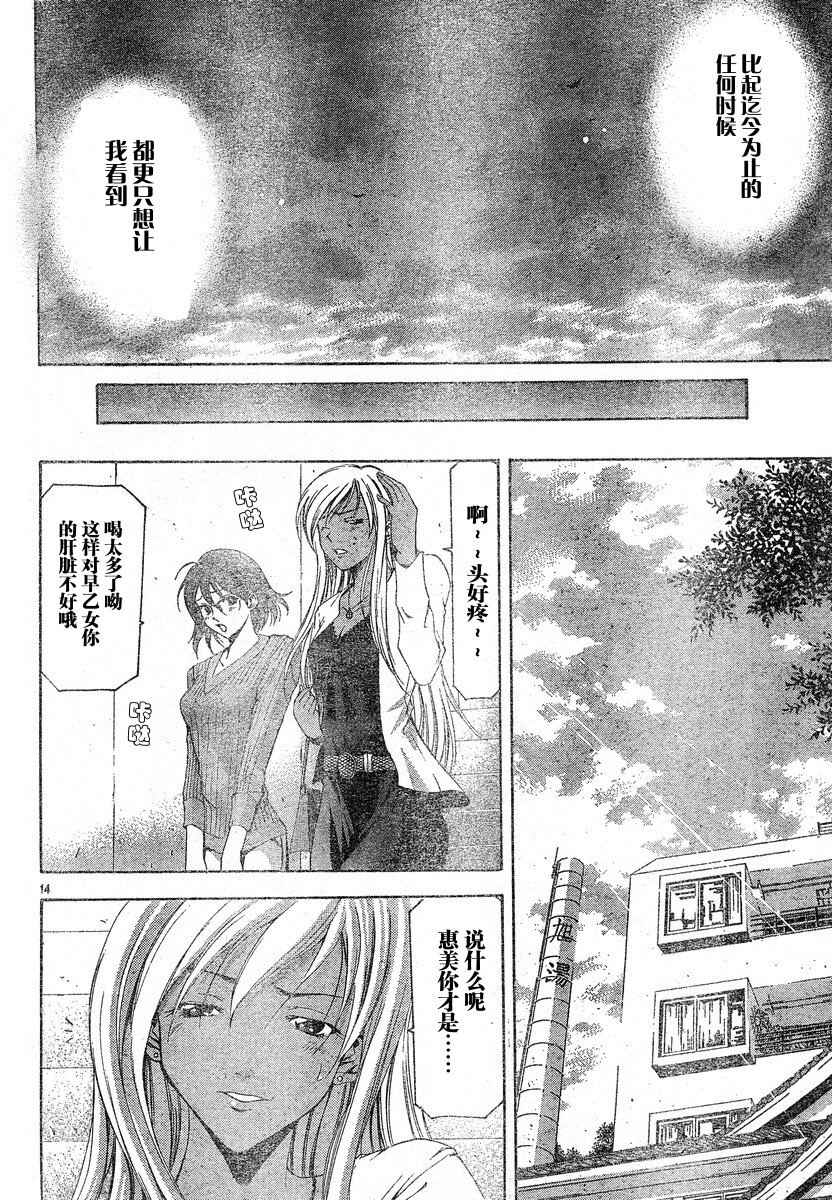 比起迄今为止的
任何时候
都更只想让
我看到
旭湯
啊～～头好疼～～
咔哒
喝太多了呦
这样对早乙女你
的肝脏不好哦
咔哒
14
说什么呢
惠美你才是……